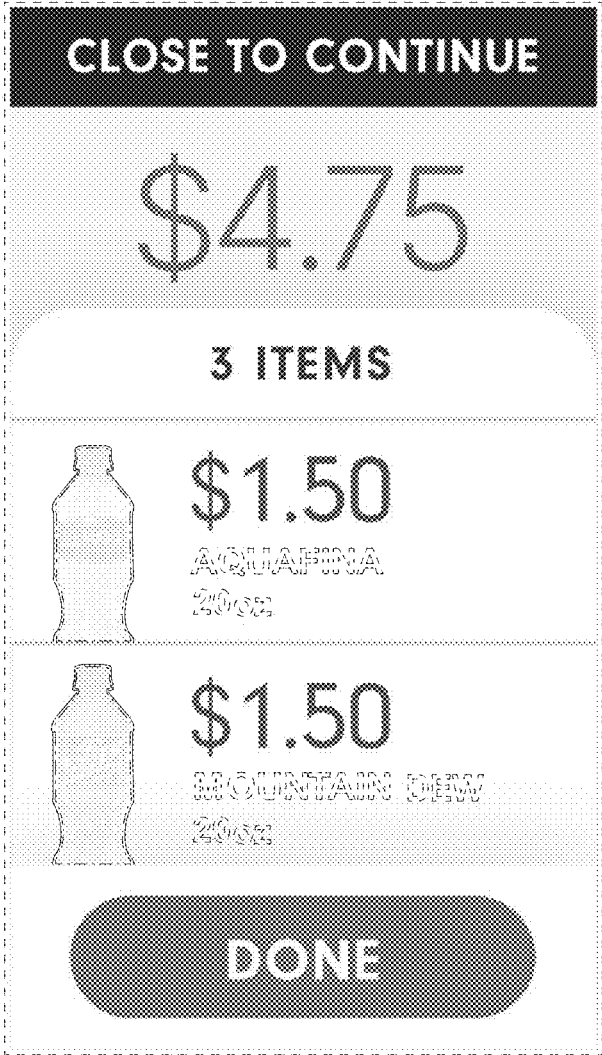 CLOSE TO CONTINUE
$4.75
3 ITEMS
$1.50
AQUAFINA
20oz
$1.50
MOUNTAIN DEW
20oz
DONE